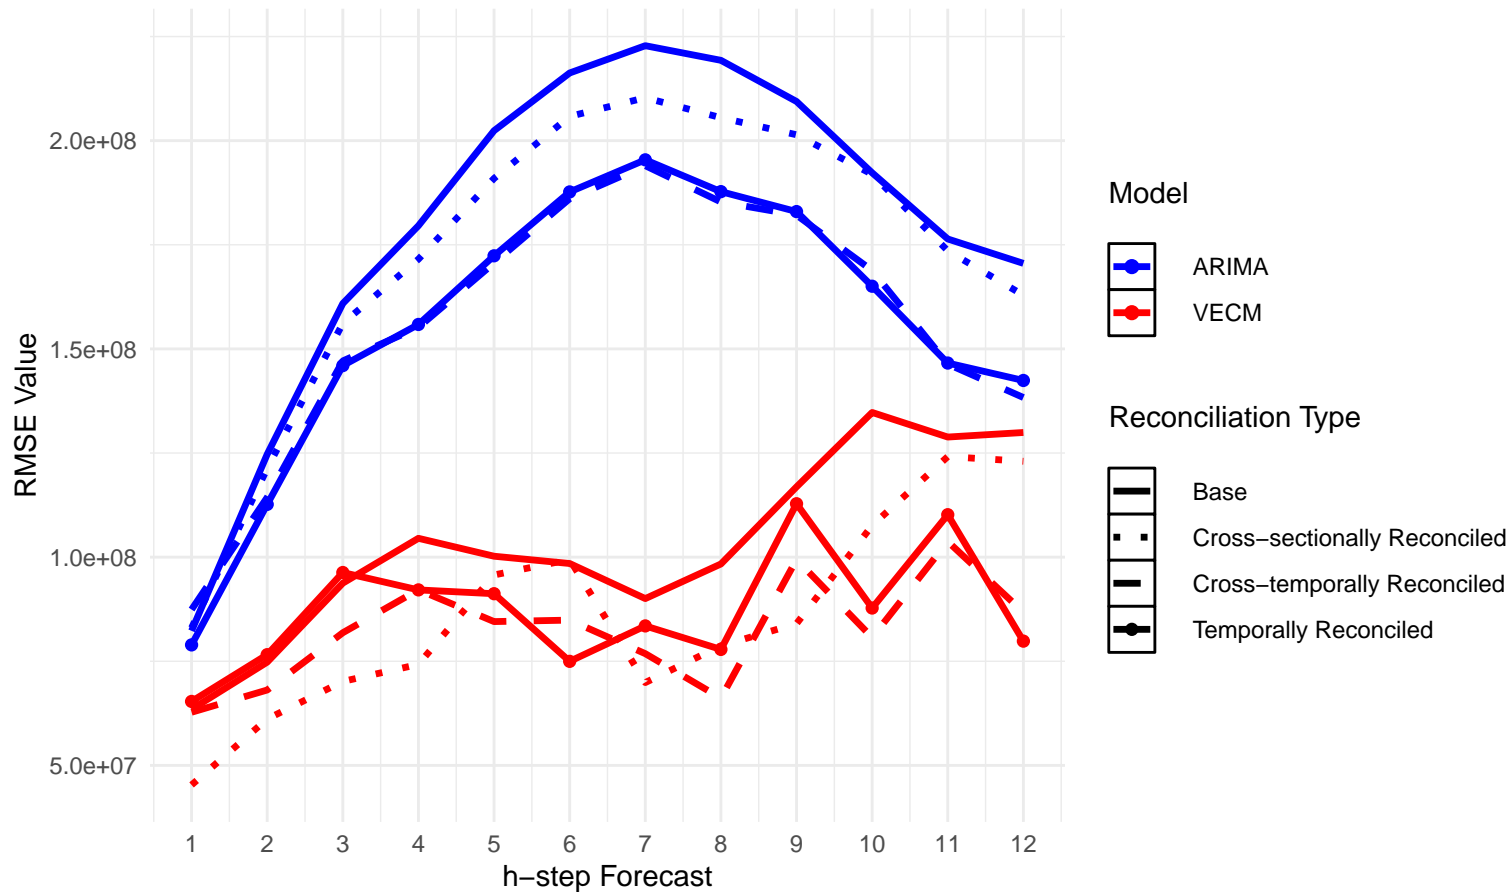 2.0e+08
1.5e+08
1.0e+08
5.0e+07
RMSE Value
1 2 3 4 5 6 7 8 9 10 11 12
h−step Forecast
Model
ARIMA
VECM
Reconciliation Type
Base
Cross−sectionally Reconciled
Cross−temporally Reconciled
Temporally Reconciled